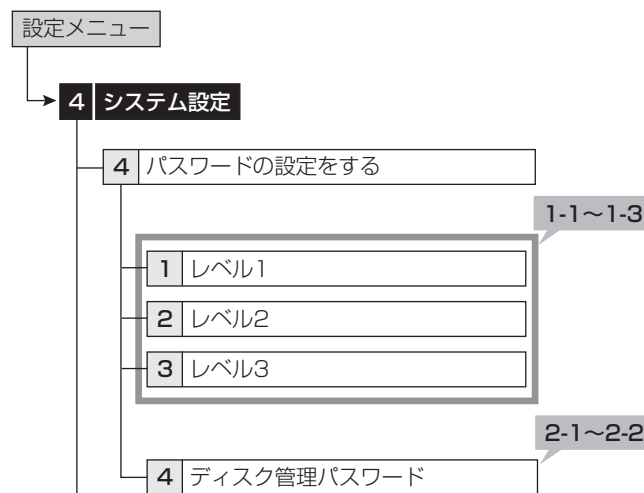 設定メニュー
4 システム設定
4 パスワードの設定をする
1-1～1-3
1 レベル1
2 レベル2
3 レベル3
2-1～2-2
4 ディスク管理パスワード